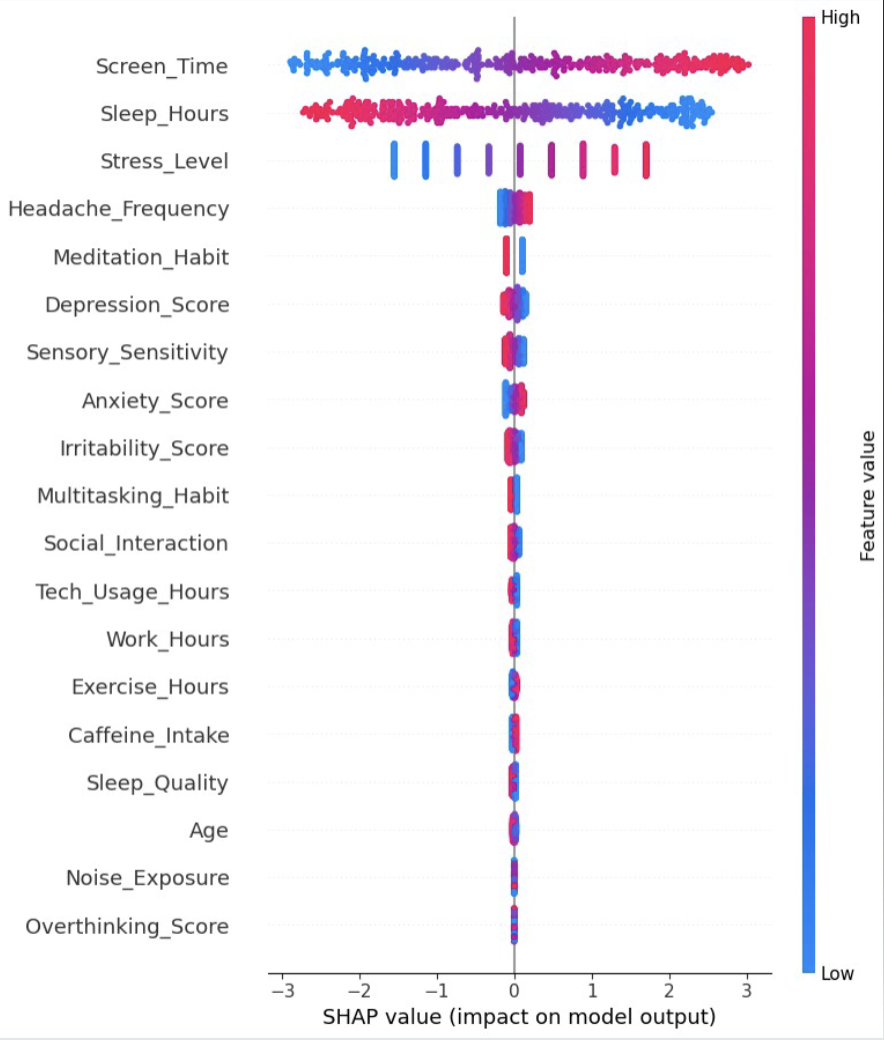 High
Screen_Time
Sleep_Hours
Stress_Level
Headache_Frequency
Meditation_Habit
Depression_Score
Sensory_Sensitivity
Anxiety_Score
Irritability_Score
Multitasking_Habit
Social_Interaction
Tech_Usage_Hours
Work_Hours
Exercise_Hours
Caffeine_Intake
Sleep_Quality
Age
Noise_Exposure
Overthinking_Score
Feature value
Low
−3 −2 −1 0 1 2 3
SHAP value (impact on model output)